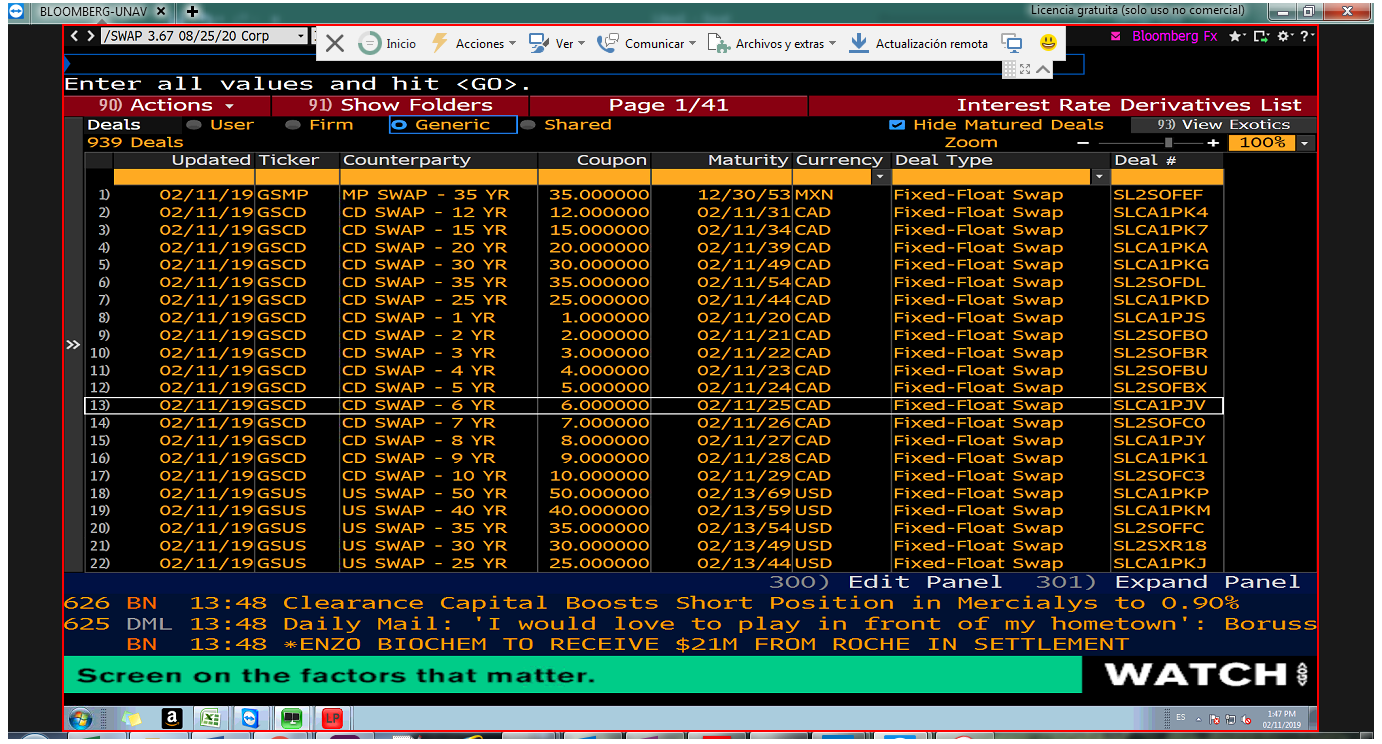 BLOOMBERG-UNAV × + Licencia gratuita (solo uso no comercial)
/SWAP 3.67 08/25/20 Corp Inicio Acciones Ver Comunicar Archivos y extras Actualización remota Bloomberg Fx
Enter all values and hit <GO>.
90) Actions 91) Show Folders Page 1/41 Interest Rate Derivatives List
Deals User Firm Generic Shared Hide Matured Deals 93) View Exotics
939 Deals Zoom - + 100%
Updated Ticker Counterparty Coupon Maturity Currency Deal Type Deal #
1) 02/11/19 GSMP MP SWAP - 35 YR 35.000000 12/30/53 MXN Fixed-Float Swap SL2SOFEF
2) 02/11/19 GSCD CD SWAP - 12 YR 12.000000 02/11/31 CAD Fixed-Float Swap SLCA1PK4
3) 02/11/19 GSCD CD SWAP - 15 YR 15.000000 02/11/34 CAD Fixed-Float Swap SLCA1PK7
4) 02/11/19 GSCD CD SWAP - 20 YR 20.000000 02/11/39 CAD Fixed-Float Swap SLCA1PKA
5) 02/11/19 GSCD CD SWAP - 30 YR 30.000000 02/11/49 CAD Fixed-Float Swap SLCA1PKG
6) 02/11/19 GSCD CD SWAP - 35 YR 35.000000 02/11/54 CAD Fixed-Float Swap SL2SOFDL
7) 02/11/19 GSCD CD SWAP - 25 YR 25.000000 02/11/44 CAD Fixed-Float Swap SLCA1PKD
8) 02/11/19 GSCD CD SWAP - 1 YR 1.000000 02/11/20 CAD Fixed-Float Swap SLCA1PJS
9) 02/11/19 GSCD CD SWAP - 2 YR 2.000000 02/11/21 CAD Fixed-Float Swap SL2SOFBO
10) 02/11/19 GSCD CD SWAP - 3 YR 3.000000 02/11/22 CAD Fixed-Float Swap SL2SOFBR
11) 02/11/19 GSCD CD SWAP - 4 YR 4.000000 02/11/23 CAD Fixed-Float Swap SL2SOFBU
12) 02/11/19 GSCD CD SWAP - 5 YR 5.000000 02/11/24 CAD Fixed-Float Swap SL2SOFBX
13) 02/11/19 GSCD CD SWAP - 6 YR 6.000000 02/11/25 CAD Fixed-Float Swap SLCA1PJV
14) 02/11/19 GSCD CD SWAP - 7 YR 7.000000 02/11/26 CAD Fixed-Float Swap SL2SOFC0
15) 02/11/19 GSCD CD SWAP - 8 YR 8.000000 02/11/27 CAD Fixed-Float Swap SLCA1PJY
16) 02/11/19 GSCD CD SWAP - 9 YR 9.000000 02/11/28 CAD Fixed-Float Swap SLCA1PK1
17) 02/11/19 GSCD CD SWAP - 10 YR 10.000000 02/11/29 CAD Fixed-Float Swap SL2SOFC3
18) 02/11/19 GSUS US SWAP - 50 YR 50.000000 02/13/69 USD Fixed-Float Swap SLCA1PKP
19) 02/11/19 GSUS US SWAP - 40 YR 40.000000 02/13/59 USD Fixed-Float Swap SLCA1PKM
20) 02/11/19 GSUS US SWAP - 35 YR 35.000000 02/13/54 USD Fixed-Float Swap SL2SOFFC
21) 02/11/19 GSUS US SWAP - 30 YR 30.000000 02/13/49 USD Fixed-Float Swap SL2SXR18
22) 02/11/19 GSUS US SWAP - 25 YR 25.000000 02/13/44 USD Fixed-Float Swap SLCA1PKJ
300) Edit Panel 301) Expand Panel
626 BN 13:48 Clearance Capital Boosts Short Position in Mercialys to 0.90%
625 DML 13:48 Daily Mail: 'I would love to play in front of my hometown': Boruss
BN 13:48 *ENZO BIOCHEM TO RECEIVE $21M FROM ROCHE IN SETTLEMENT
Screen on the factors that matter. WATCH
ES 1:47 PM
02/11/2019